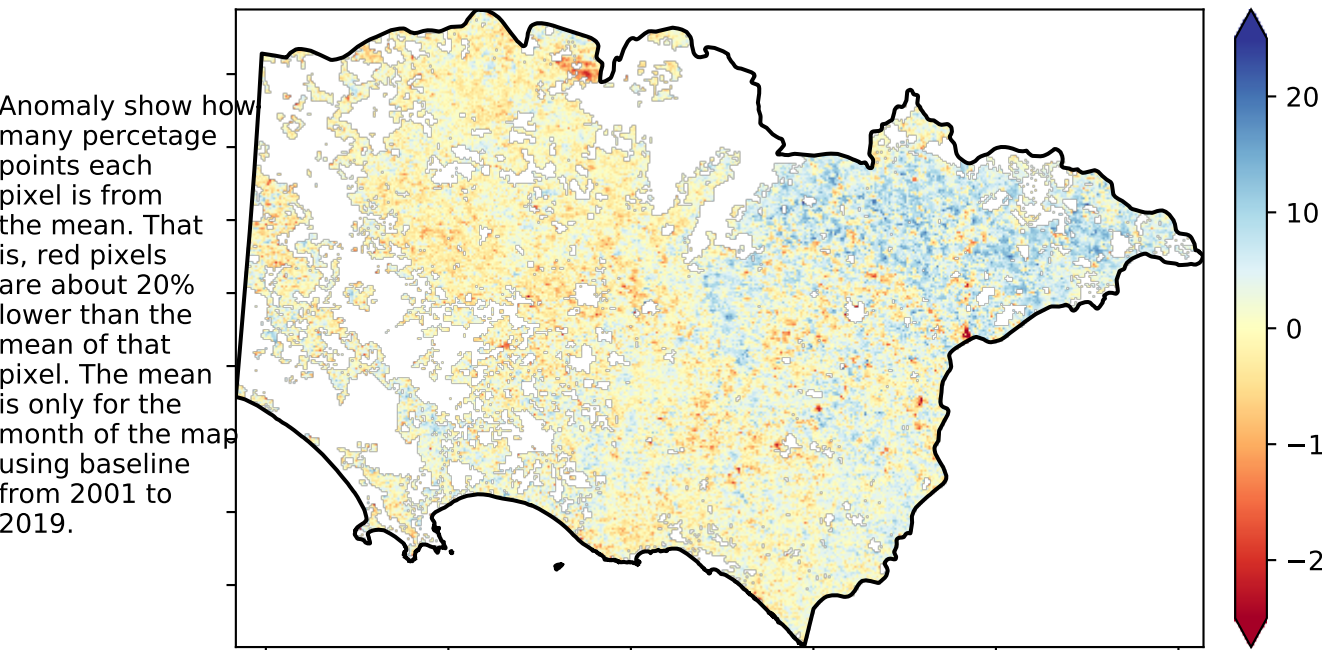 Anomaly show how
many percetage
points each
pixel is from
the mean. That
is, red pixels
are about 20%
lower than the
mean of that
pixel. The mean
is only for the
month of the map
using baseline
from 2001 to
2019.
20
10
0
−1
−2